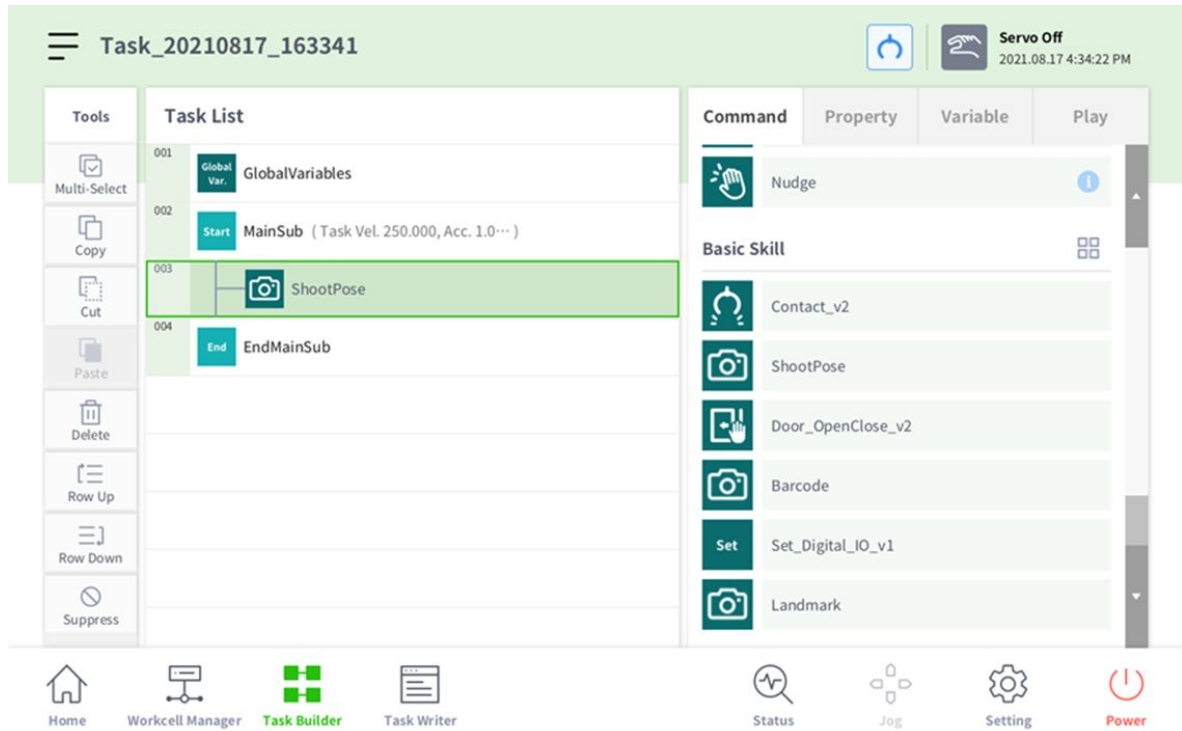 Task_20210817_163341
Servo Off
2021.08.17 4:34:22 PM
Tools
Multi-Select
Copy
Cut
Paste
Delete
Row Up
Row Down
Suppress
Task List
001
Global
Var.
GlobalVariables
002
Start
MainSub ( Task Vel. 250.000, Acc. 1.0··· )
003
ShootPose
004
End
EndMainSub
Command
Property
Variable
Play
Nudge
i
Basic Skill
Contact_v2
ShootPose
Door_OpenClose_v2
Barcode
Set
Set_Digital_IO_v1
Landmark
Home
Workcell Manager
Task Builder
Task Writer
Status
Jog
Setting
Power